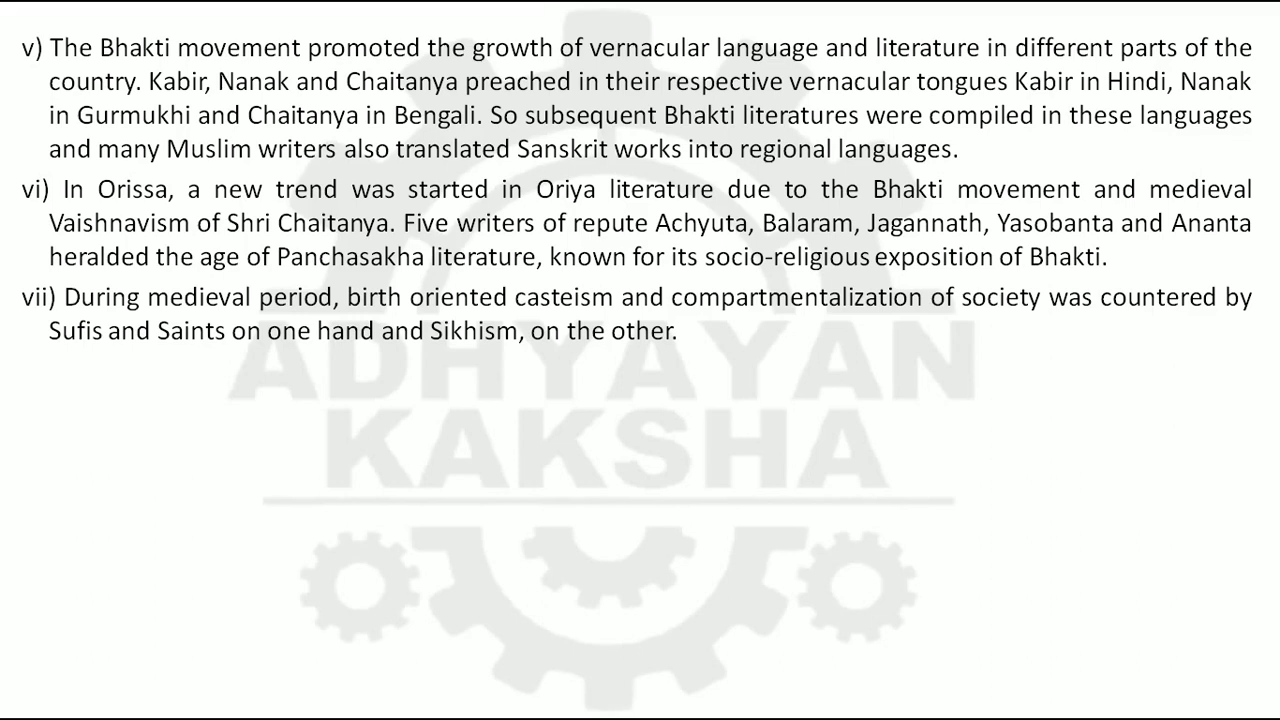 v) The Bhakti movement promoted the growth of vernacular language and literature in different parts of the
country. Kabir, Nanak and Chaitanya preached in their respective vernacular tongues Kabir in Hindi, Nanak
in Gurmukhi and Chaitanya in Bengali. So subsequent Bhakti literatures were compiled in these languages
and many Muslim writers also translated Sanskrit works into regional languages.
vi) In Orissa, a new trend was started in Oriya literature due to the Bhakti movement and medieval
Vaishnavism of Shri Chaitanya. Five writers of repute Achyuta, Balaram, Jagannath, Yasobanta and Ananta
heralded the age of Panchasakha literature, known for its socio-religious exposition of Bhakti.
vii) During medieval period, birth oriented casteism and compartmentalization of society was countered by
Sufis and Saints on one hand and Sikhism, on the other.
ADHYAYAN
KAKSHA